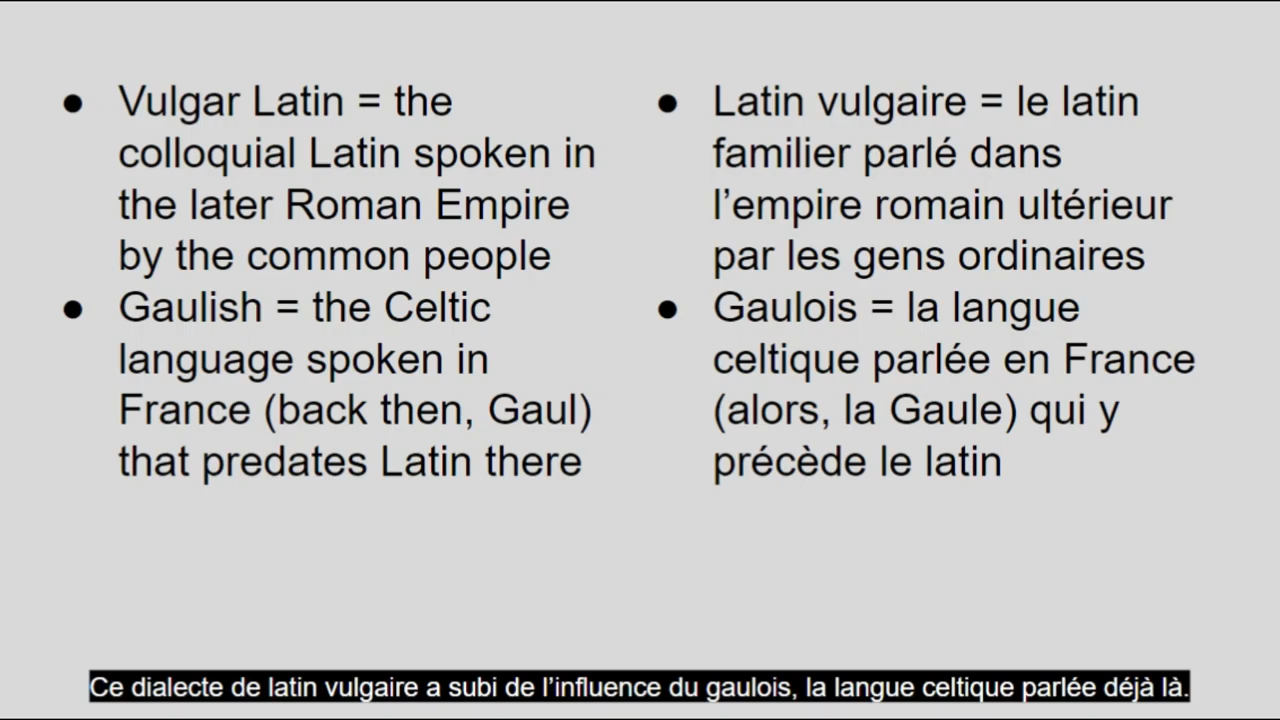 ● Vulgar Latin = the
colloquial Latin spoken in
the later Roman Empire
by the common people
● Gaulish = the Celtic
language spoken in
France (back then, Gaul)
that predates Latin there
● Latin vulgaire = le latin
familier parlé dans
l’empire romain ultérieur
par les gens ordinaires
● Gaulois = la langue
celtique parlée en France
(alors, la Gaule) qui y
précède le latin
Ce dialecte de latin vulgaire a subi de l’influence du gaulois, la langue celtique parlée déjà là.